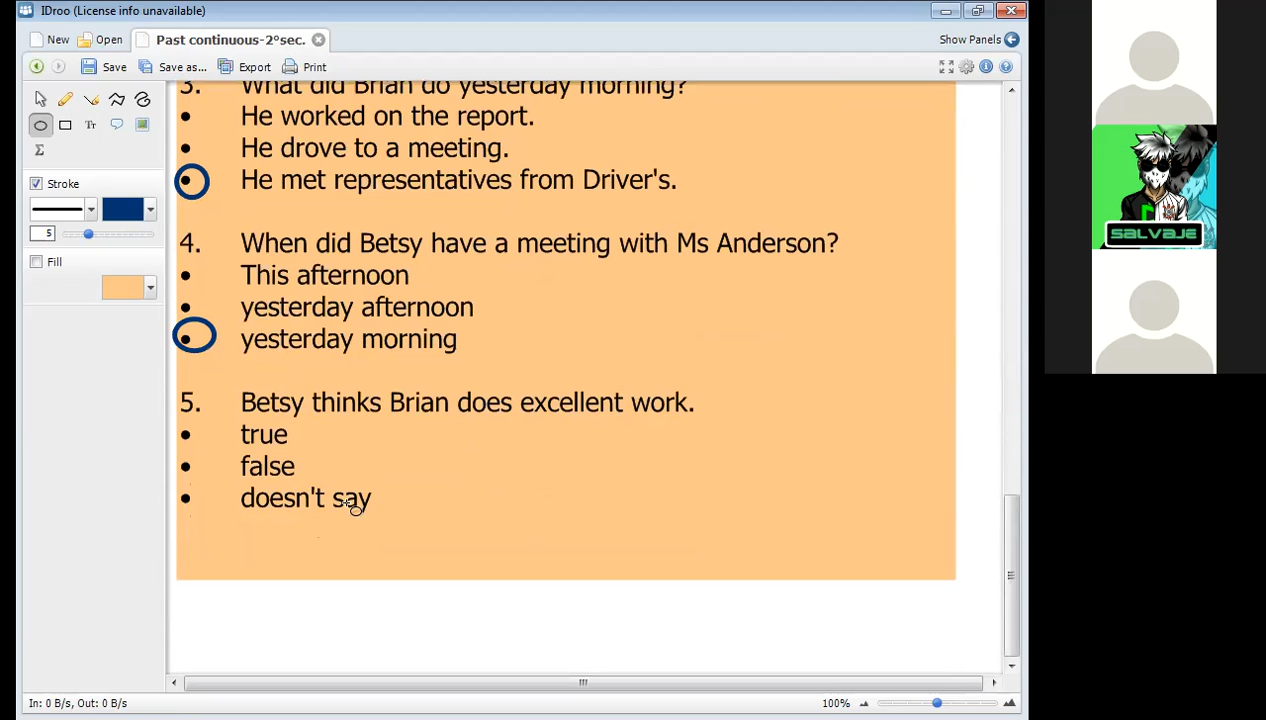 IDroo (License info unavailable)
New Open Past continuous-2°sec. Show Panels
Save Save as... Export Print
Tr
Σ
Stroke
5
Fill
3. What did Brian do yesterday morning?
• He worked on the report.
• He drove to a meeting.
• He met representatives from Driver's.
4. When did Betsy have a meeting with Ms Anderson?
• This afternoon
• yesterday afternoon
• yesterday morning
5. Betsy thinks Brian does excellent work.
• true
• false
• doesn't say
In: 0 B/s, Out: 0 B/s 100%
SALVAJE